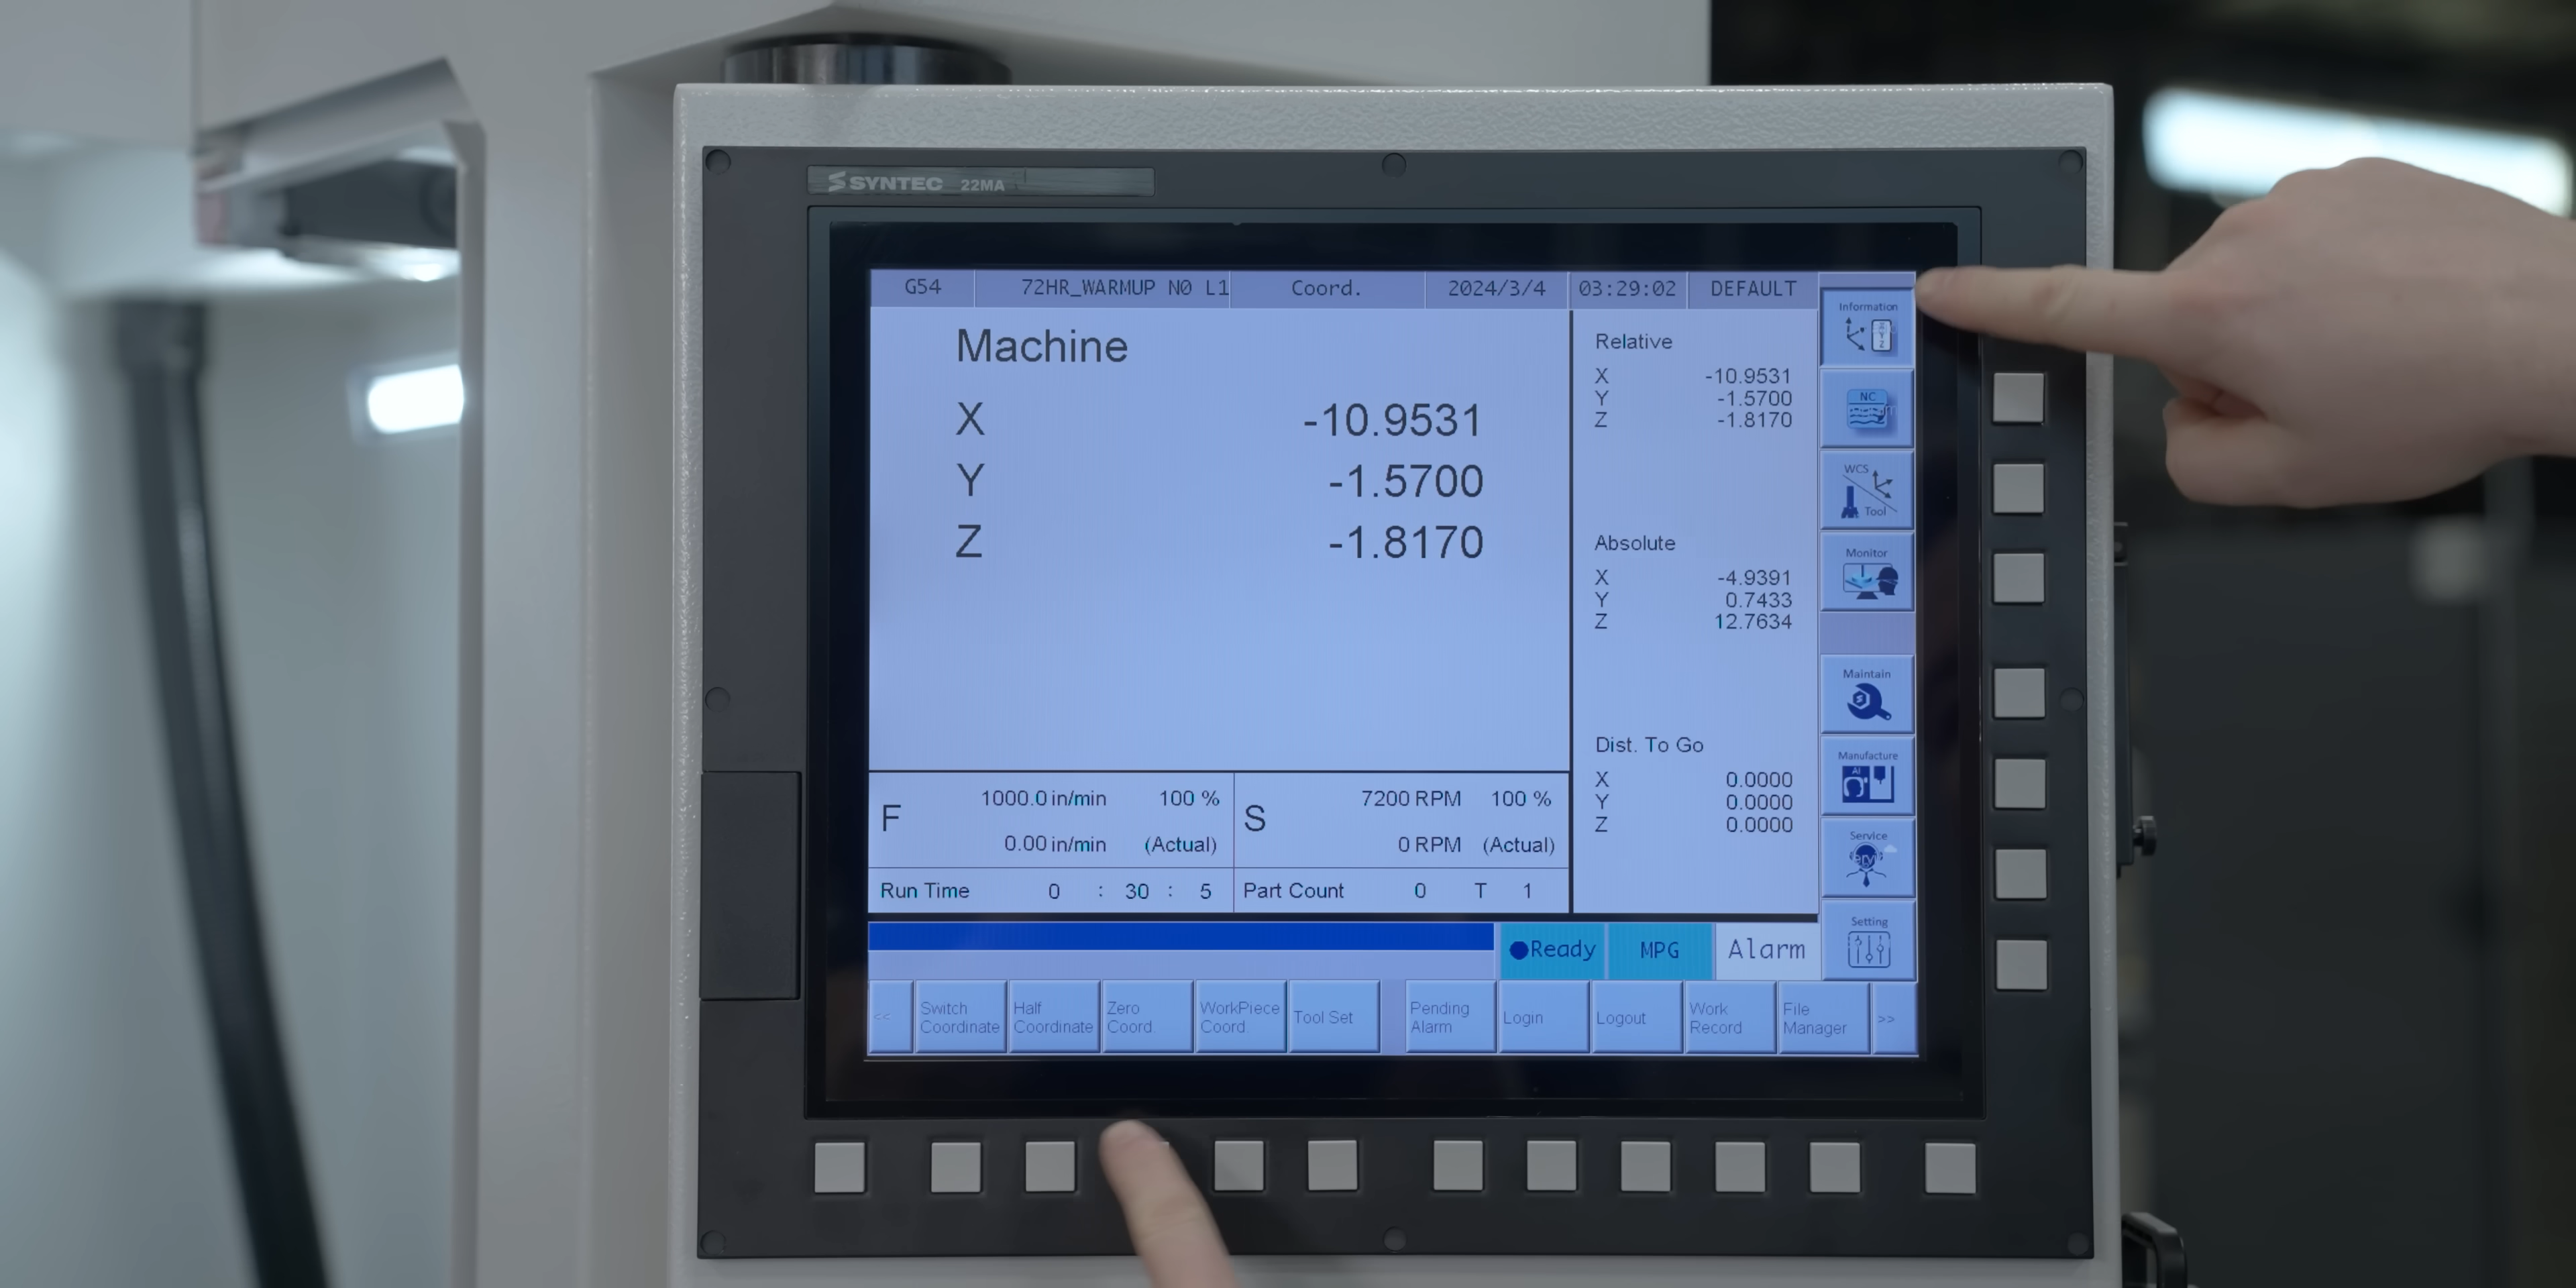 SYNTEC 22MA
G54 72HR_WARMUP N0 L1 Coord. 2024/3/4 03:29:02 DEFAULT
Machine
X -10.9531
Y -1.5700
Z -1.8170
Relative
X -10.9531
Y -1.5700
Z -1.8170
Absolute
X -4.9391
Y 0.7433
Z 12.7634
Dist. To Go
X 0.0000
Y 0.0000
Z 0.0000
F 1000.0 in/min 100 %
0.00 in/min (Actual)
S 7200 RPM 100 %
0 RPM (Actual)
Run Time 0 : 30 : 5
Part Count 0 T 1
Ready MPG Alarm
Information
NC
WCS
Tool
Monitor
Maintain
Manufacture
AI
Service
Setting
<< Switch Coordinate
Half Coordinate
Zero Coord
WorkPiece Coord
Tool Set
Pending Alarm
Login
Logout
Work Record
File Manager >>